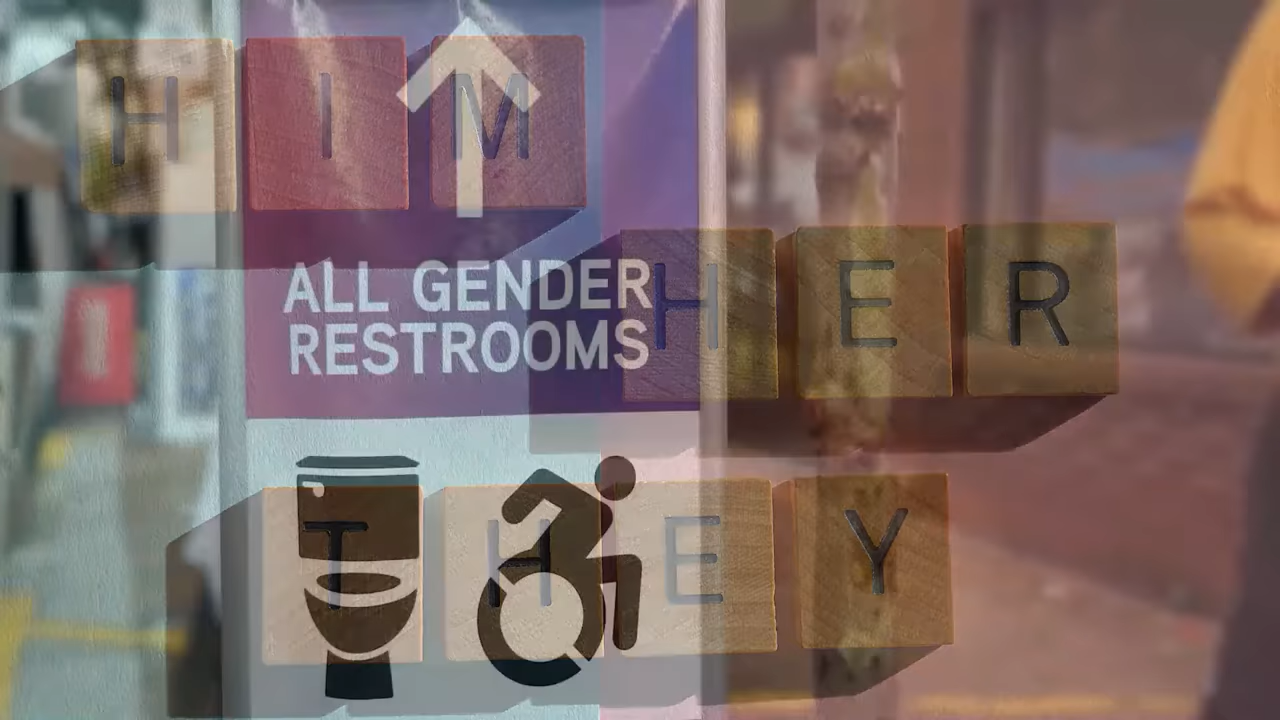 HIM
ALL GENDER
RESTROOMS
HER
THEY